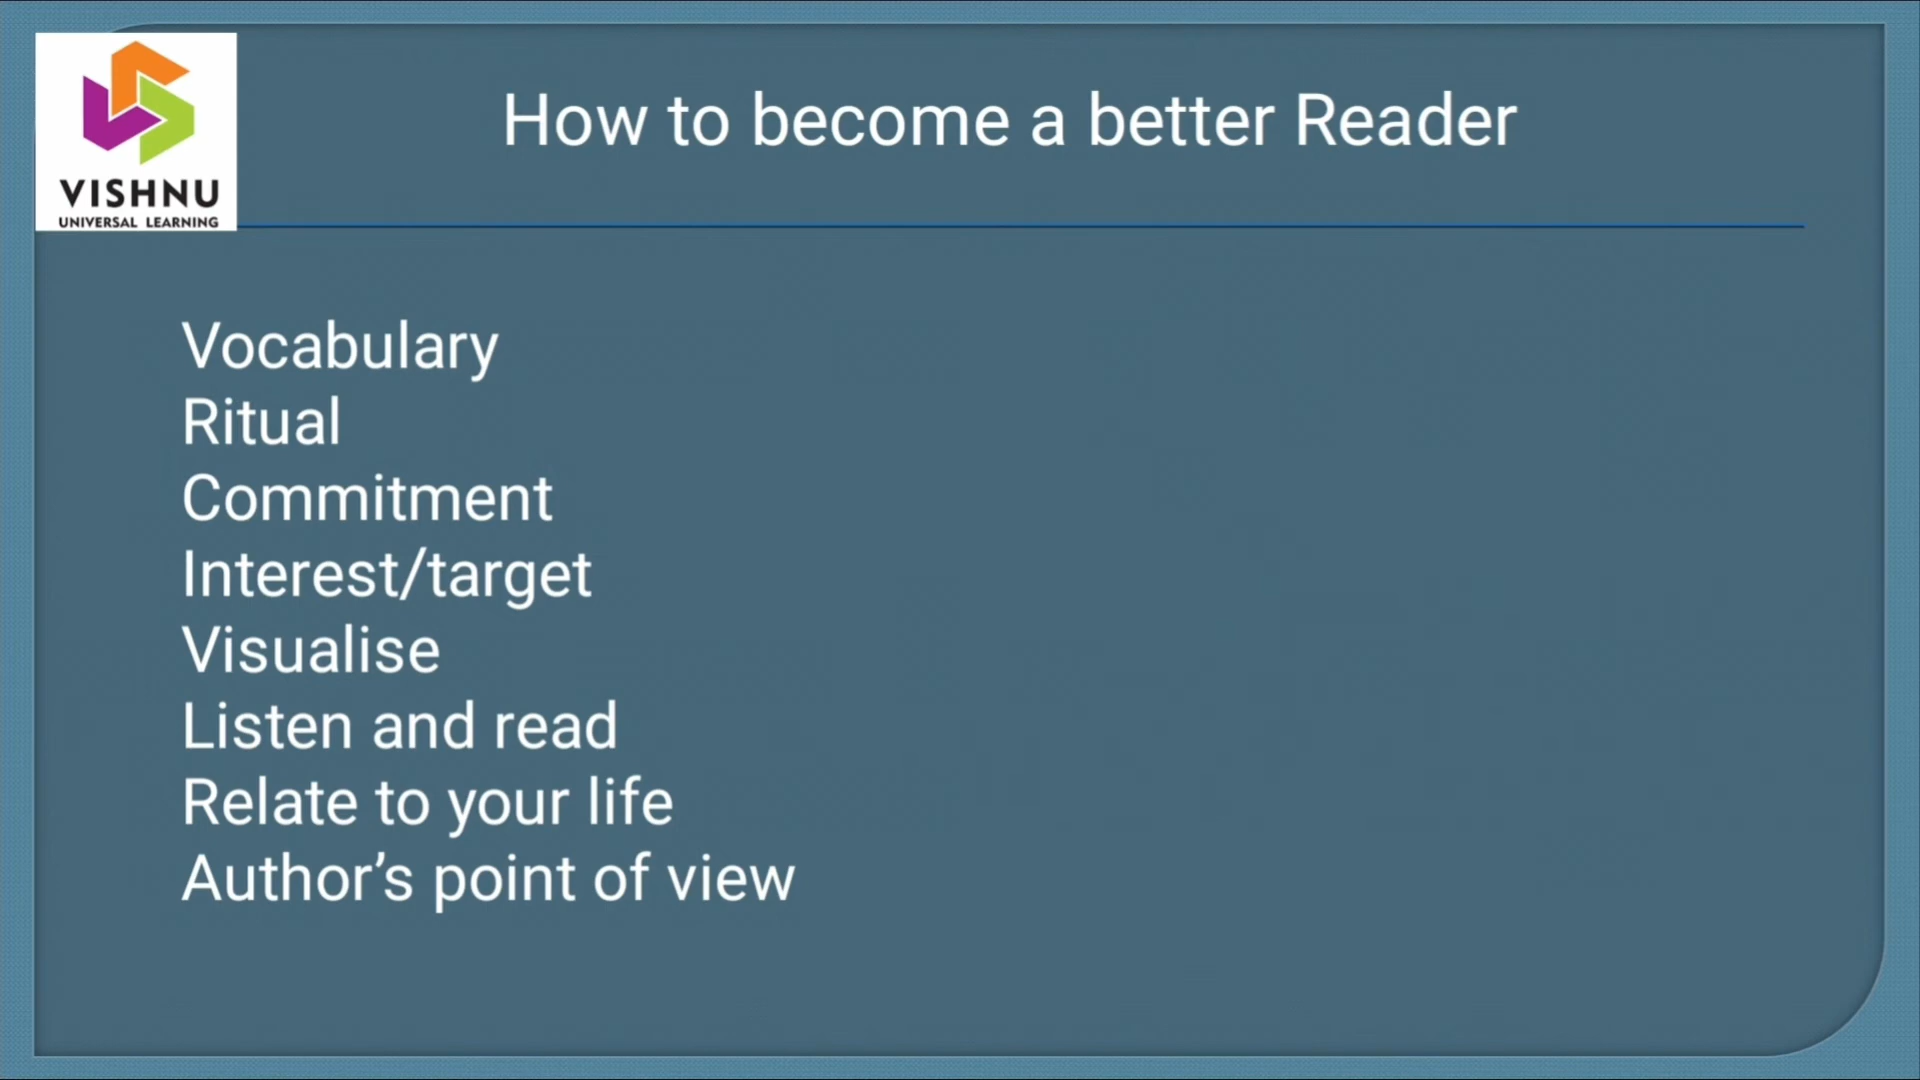 VISHNU
UNIVERSAL LEARNING
How to become a better Reader
Vocabulary
Ritual
Commitment
Interest/target
Visualise
Listen and read
Relate to your life
Author’s point of view